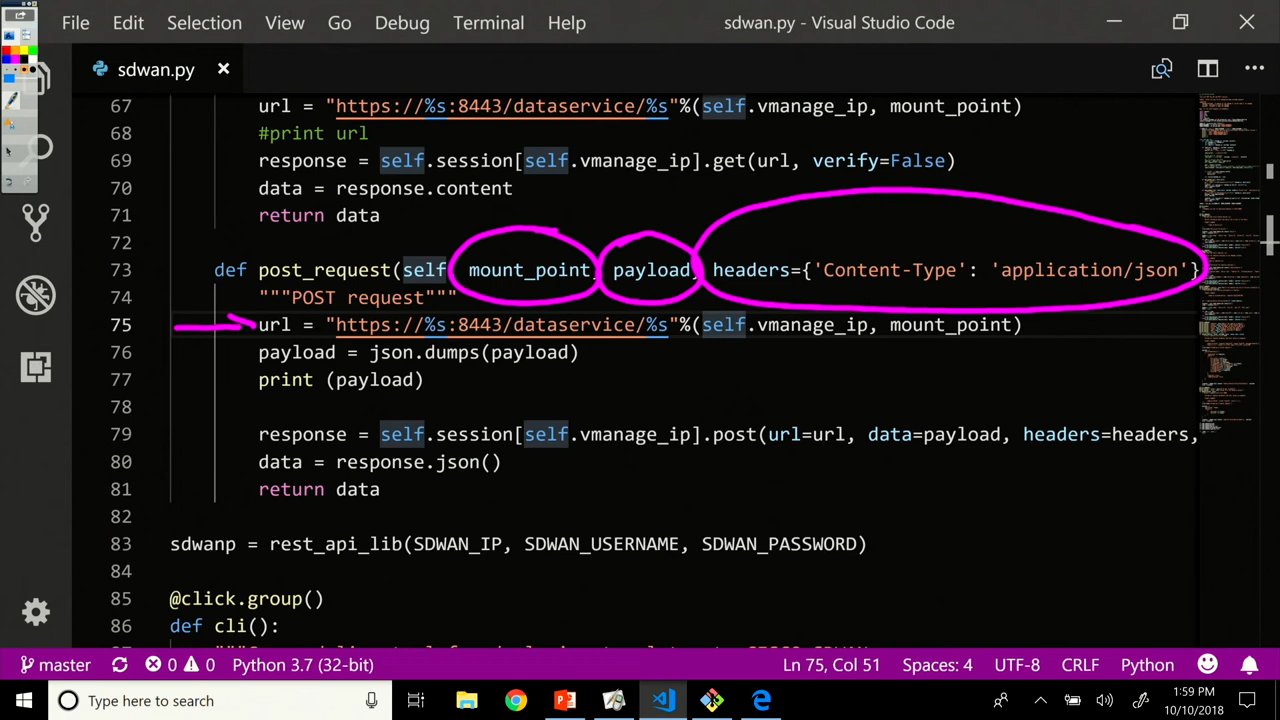 File Edit Selection View Go Debug Terminal Help sdwan.py - Visual Studio Code
sdwan.py
67 url = "https://%s:8443/dataservice/%s"%(self.vmanage_ip, mount_point)
68 #print url
69 response = self.session[self.vmanage_ip].get(url, verify=False)
70 data = response.content
71 return data
72
73 def post_request(self, mount_point, payload, headers={'Content-Type': 'application/json'}
74 """POST request"""
75 url = "https://%s:8443/dataservice/%s"%(self.vmanage_ip, mount_point)
76 payload = json.dumps(payload)
77 print (payload)
78
79 response = self.session[self.vmanage_ip].post(url=url, data=payload, headers=headers,
80 data = response.json()
81 return data
82
83 sdwanp = rest_api_lib(SDWAN_IP, SDWAN_USERNAME, SDWAN_PASSWORD)
84
85 @click.group()
86 def cli():
master 0 0 Python 3.7 (32-bit) Ln 75, Col 51 Spaces: 4 UTF-8 CRLF Python
Type here to search
1:59 PM
10/10/2018